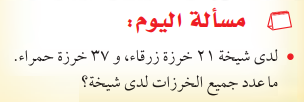 مسألة اليوم:
• لدى شيخة ٢١ خرزة زرقاء، و ٣٧ خرزة حمراء.
ما عدد جميع الخرزات لدى شيخة؟